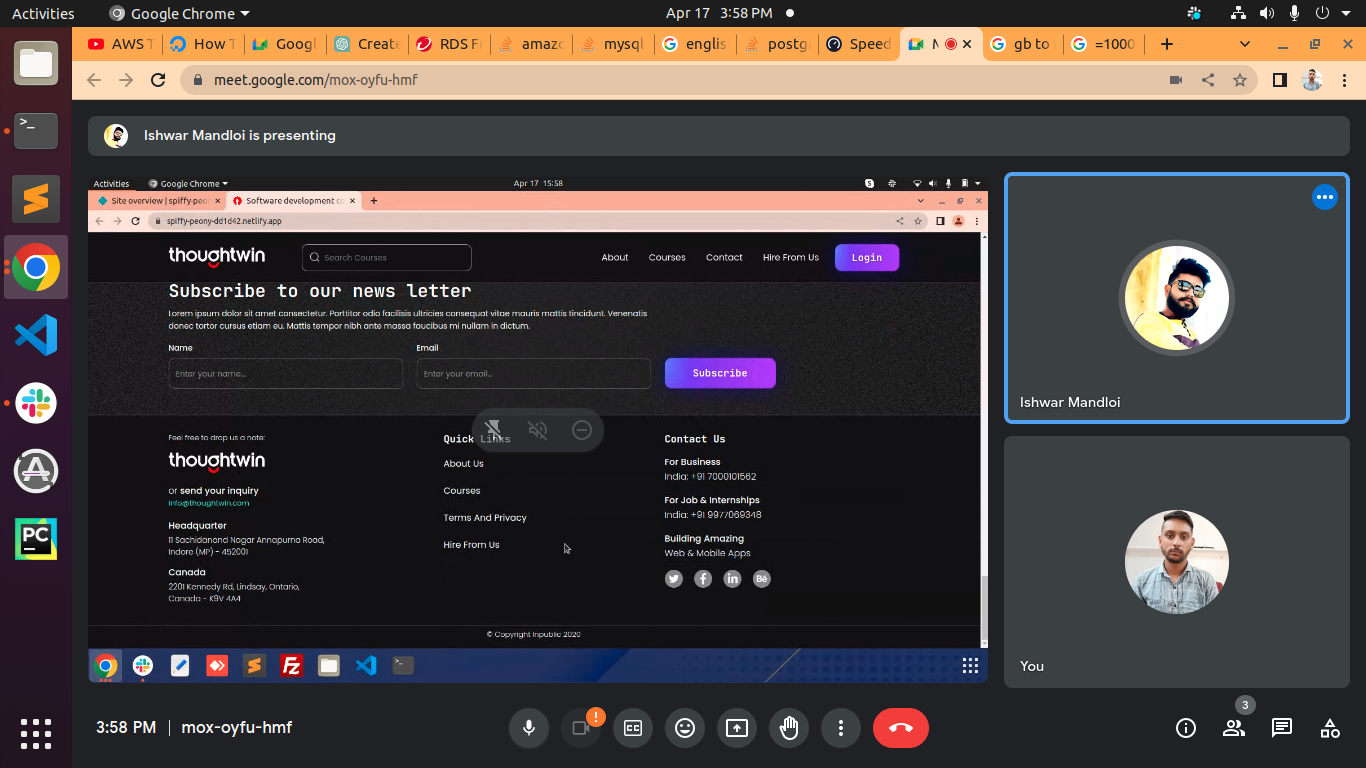 Activities
Google Chrome
Apr 17 3:58 PM
AWS T
How T
Googl
Create
RDS Fr
amazo
mysql
englis
postg
Speed
M
gb to
=1000
meet.google.com/mox-oyfu-hmf
Ishwar Mandloi is presenting
Activities
Google Chrome
Apr 17 15:58
Site overview | spiffy-peon
Software development co
spiffy-peony-dd1d42.netlify.app
thoughtwin
Search Courses
About
Courses
Contact
Hire From Us
Login
Subscribe to our news letter
Lorem ipsum dolor sit amet consectetur. Porttitor odio facilisis ultricies consequat vitae mauris mattis tincidunt. Venenatis
donec tortor cursus etiam eu. Mattis tempor nibh ante massa faucibus mi nullam in dictum.
Name
Email
Enter your name...
Enter your email...
Subscribe
Feel free to drop us a note:
thoughtwin
or send your inquiry
info@thoughtwin.com
Headquarter
11 Sachidanand Nagar Annapurna Road,
Indore (MP) - 452001
Canada
2201 Kennedy Rd, Lindsay, Ontario,
Canada - K9V 4A4
Quick Links
About Us
Courses
Terms And Privacy
Hire From Us
Contact Us
For Business
India: +91 7000101562
For Job & Internships
India: +91 9977069348
Building Amazing
Web & Mobile Apps
© Copyright Inpublic 2020
Ishwar Mandloi
You
PC
3:58 PM | mox-oyfu-hmf
3